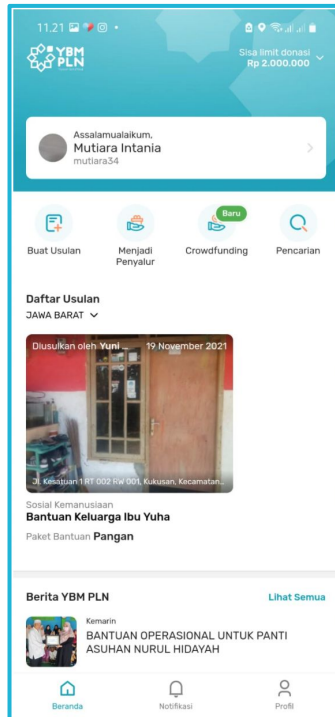 11.21
YBM
PLN
Sisa limit donasi
Rp 2.000.000
Assalamualaikum,
Mutiara Intania
mutiara34
Baru
Buat Usulan
Menjadi
Penyalur
Crowdfunding
Pencarian
Daftar Usulan
JAWA BARAT
Diusulkan oleh Yuni ... 19 November 2021
Jl. Kesatuan 1 RT 002 RW 001, Kukusan, Kecamatan...
Sosial Kemanusiaan
Bantuan Keluarga Ibu Yuha
Paket Bantuan Pangan
Berita YBM PLN
Lihat Semua
Kemarin
BANTUAN OPERASIONAL UNTUK PANTI
ASUHAN NURUL HIDAYAH
Beranda
Notifikasi
Profil